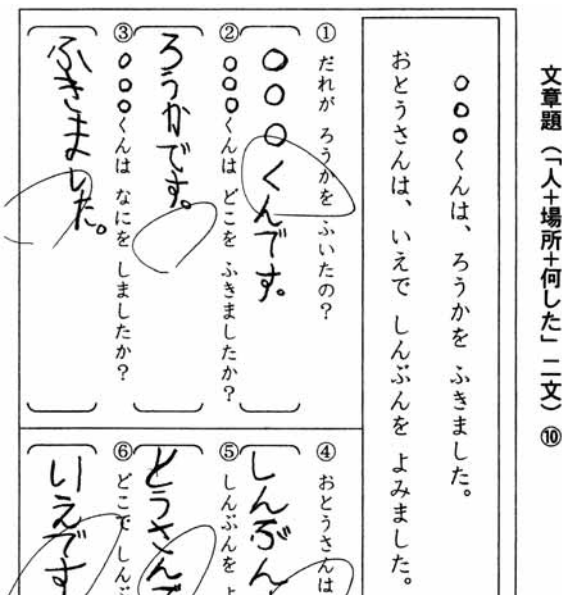 文章題（「人＋場所＋何した」二文）⑩
○○○くんは、ろうかを ふきました。
おとうさんは、いえで しんぶんを よみました。
① だれが ろうかを ふいたの？
○○○くんです。
② ○○○くんは どこを ふきましたか？
ろうかです。
③ ○○○くんは なにを しましたか？
ふきました。
④ おとうさんは
しんぶん
⑤ しんぶんを よ
とうさんで
⑥ どこで しんぶ
いえです